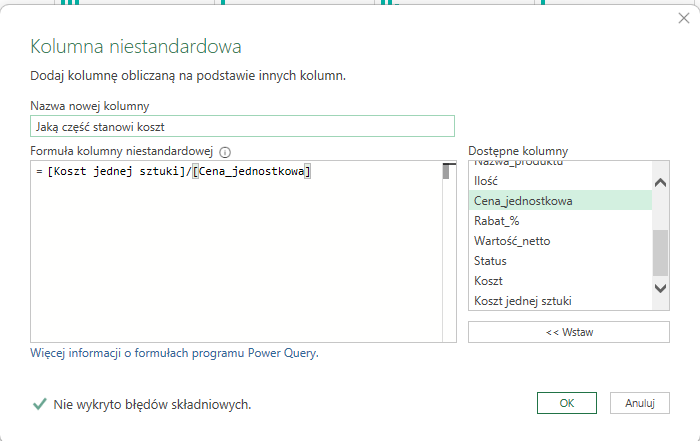 Kolumna niestandardowa
Dodaj kolumnę obliczaną na podstawie innych kolumn.
Nazwa nowej kolumny
Jaką część stanowi koszt
Formuła kolumny niestandardowej
= [Koszt jednej sztuki]/[Cena_jednostkowa]
Dostępne kolumny
Nazwa_produktu
Ilość
Cena_jednostkowa
Rabat_%
Wartość_netto
Status
Koszt
Koszt jednej sztuki
<< Wstaw
Więcej informacji o formułach programu Power Query.
Nie wykryto błędów składniowych.
OK
Anuluj